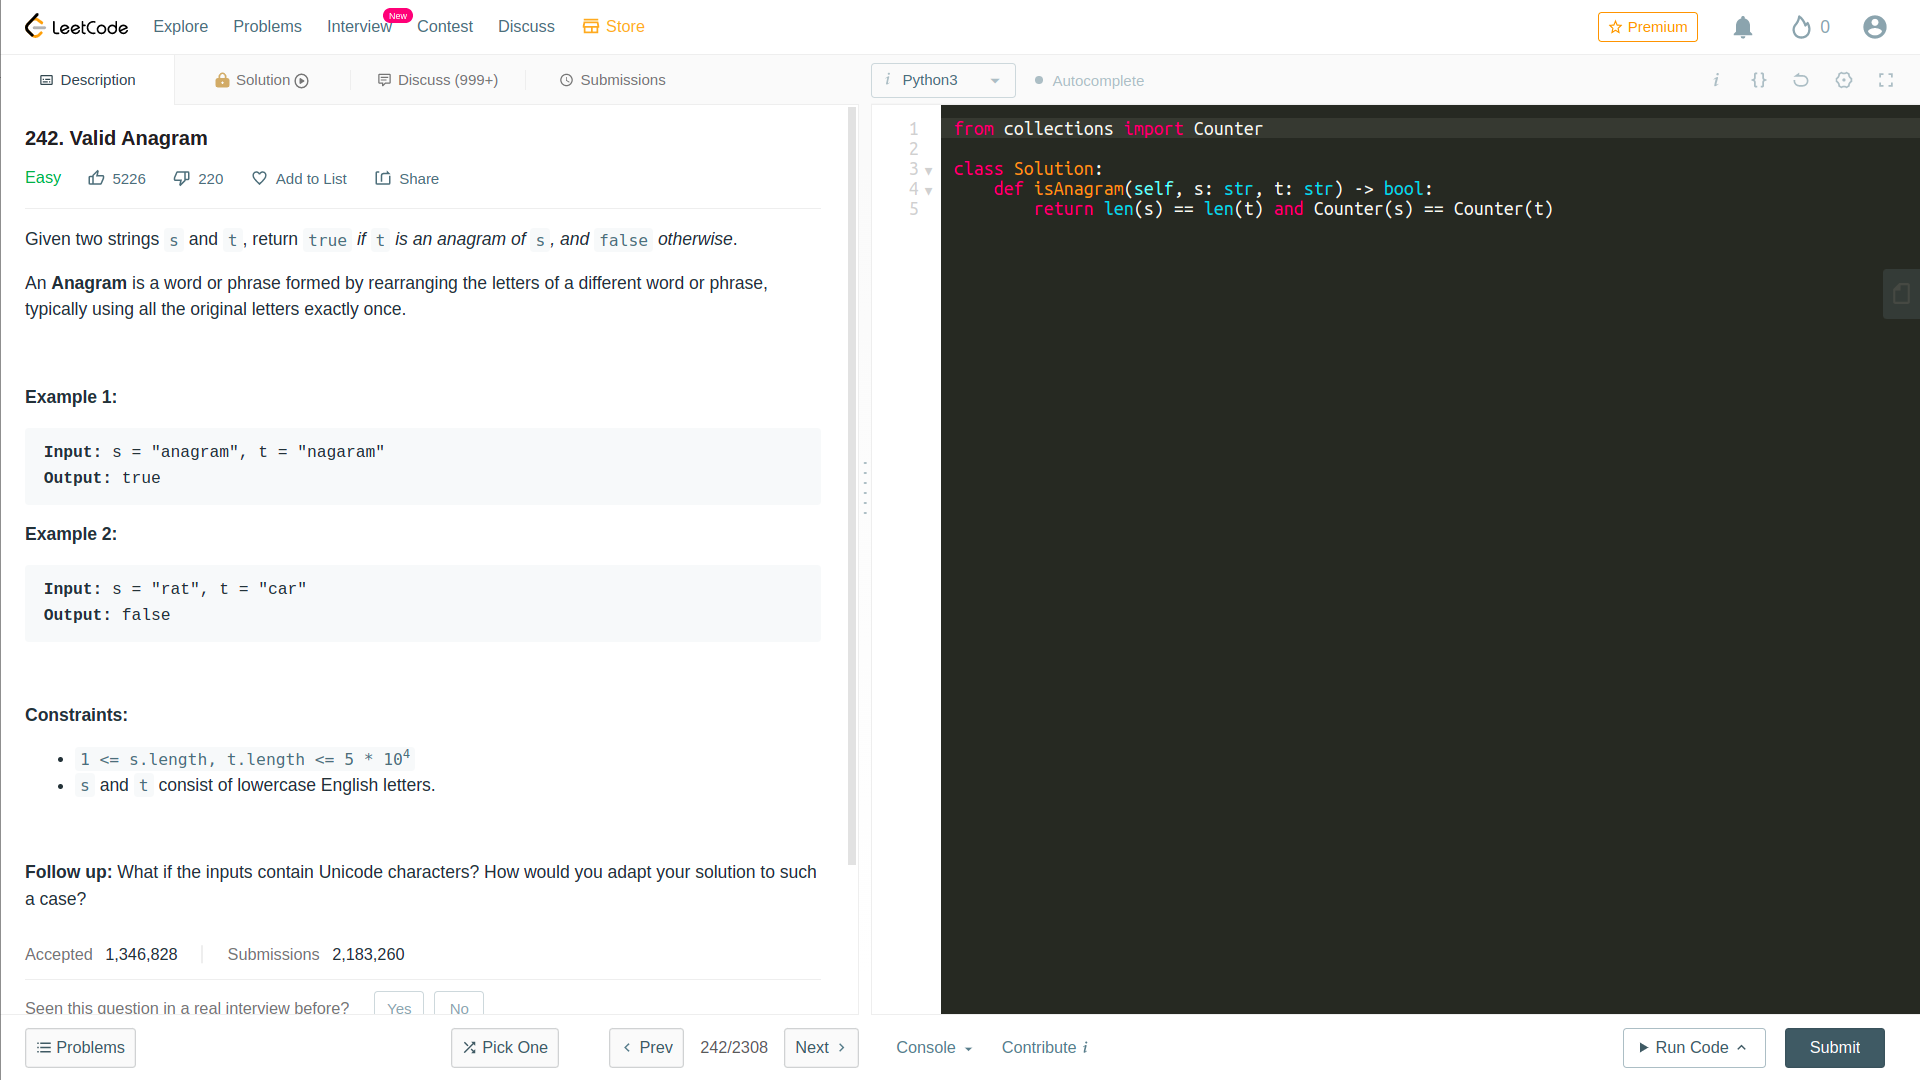 LeetCode Explore Problems Interview New Contest Discuss Store Premium 0
Description Solution Discuss (999+) Submissions
i Python3 Autocomplete i {}
242. Valid Anagram
Easy 5226 220 Add to List Share
Given two strings s and t, return true if t is an anagram of s, and false otherwise.
An Anagram is a word or phrase formed by rearranging the letters of a different word or phrase,
typically using all the original letters exactly once.
Example 1:
Input: s = "anagram", t = "nagaram"
Output: true
Example 2:
Input: s = "rat", t = "car"
Output: false
Constraints:
• 1 <= s.length, t.length <= 5 * 10⁴
• s and t consist of lowercase English letters.
Follow up: What if the inputs contain Unicode characters? How would you adapt your solution to such
a case?
Accepted 1,346,828 Submissions 2,183,260
Seen this question in a real interview before? Yes No
1 from collections import Counter
2
3 class Solution:
4 def isAnagram(self, s: str, t: str) -> bool:
5 return len(s) == len(t) and Counter(s) == Counter(t)
Problems Pick One Prev 242/2308 Next Console Contribute i Run Code Submit